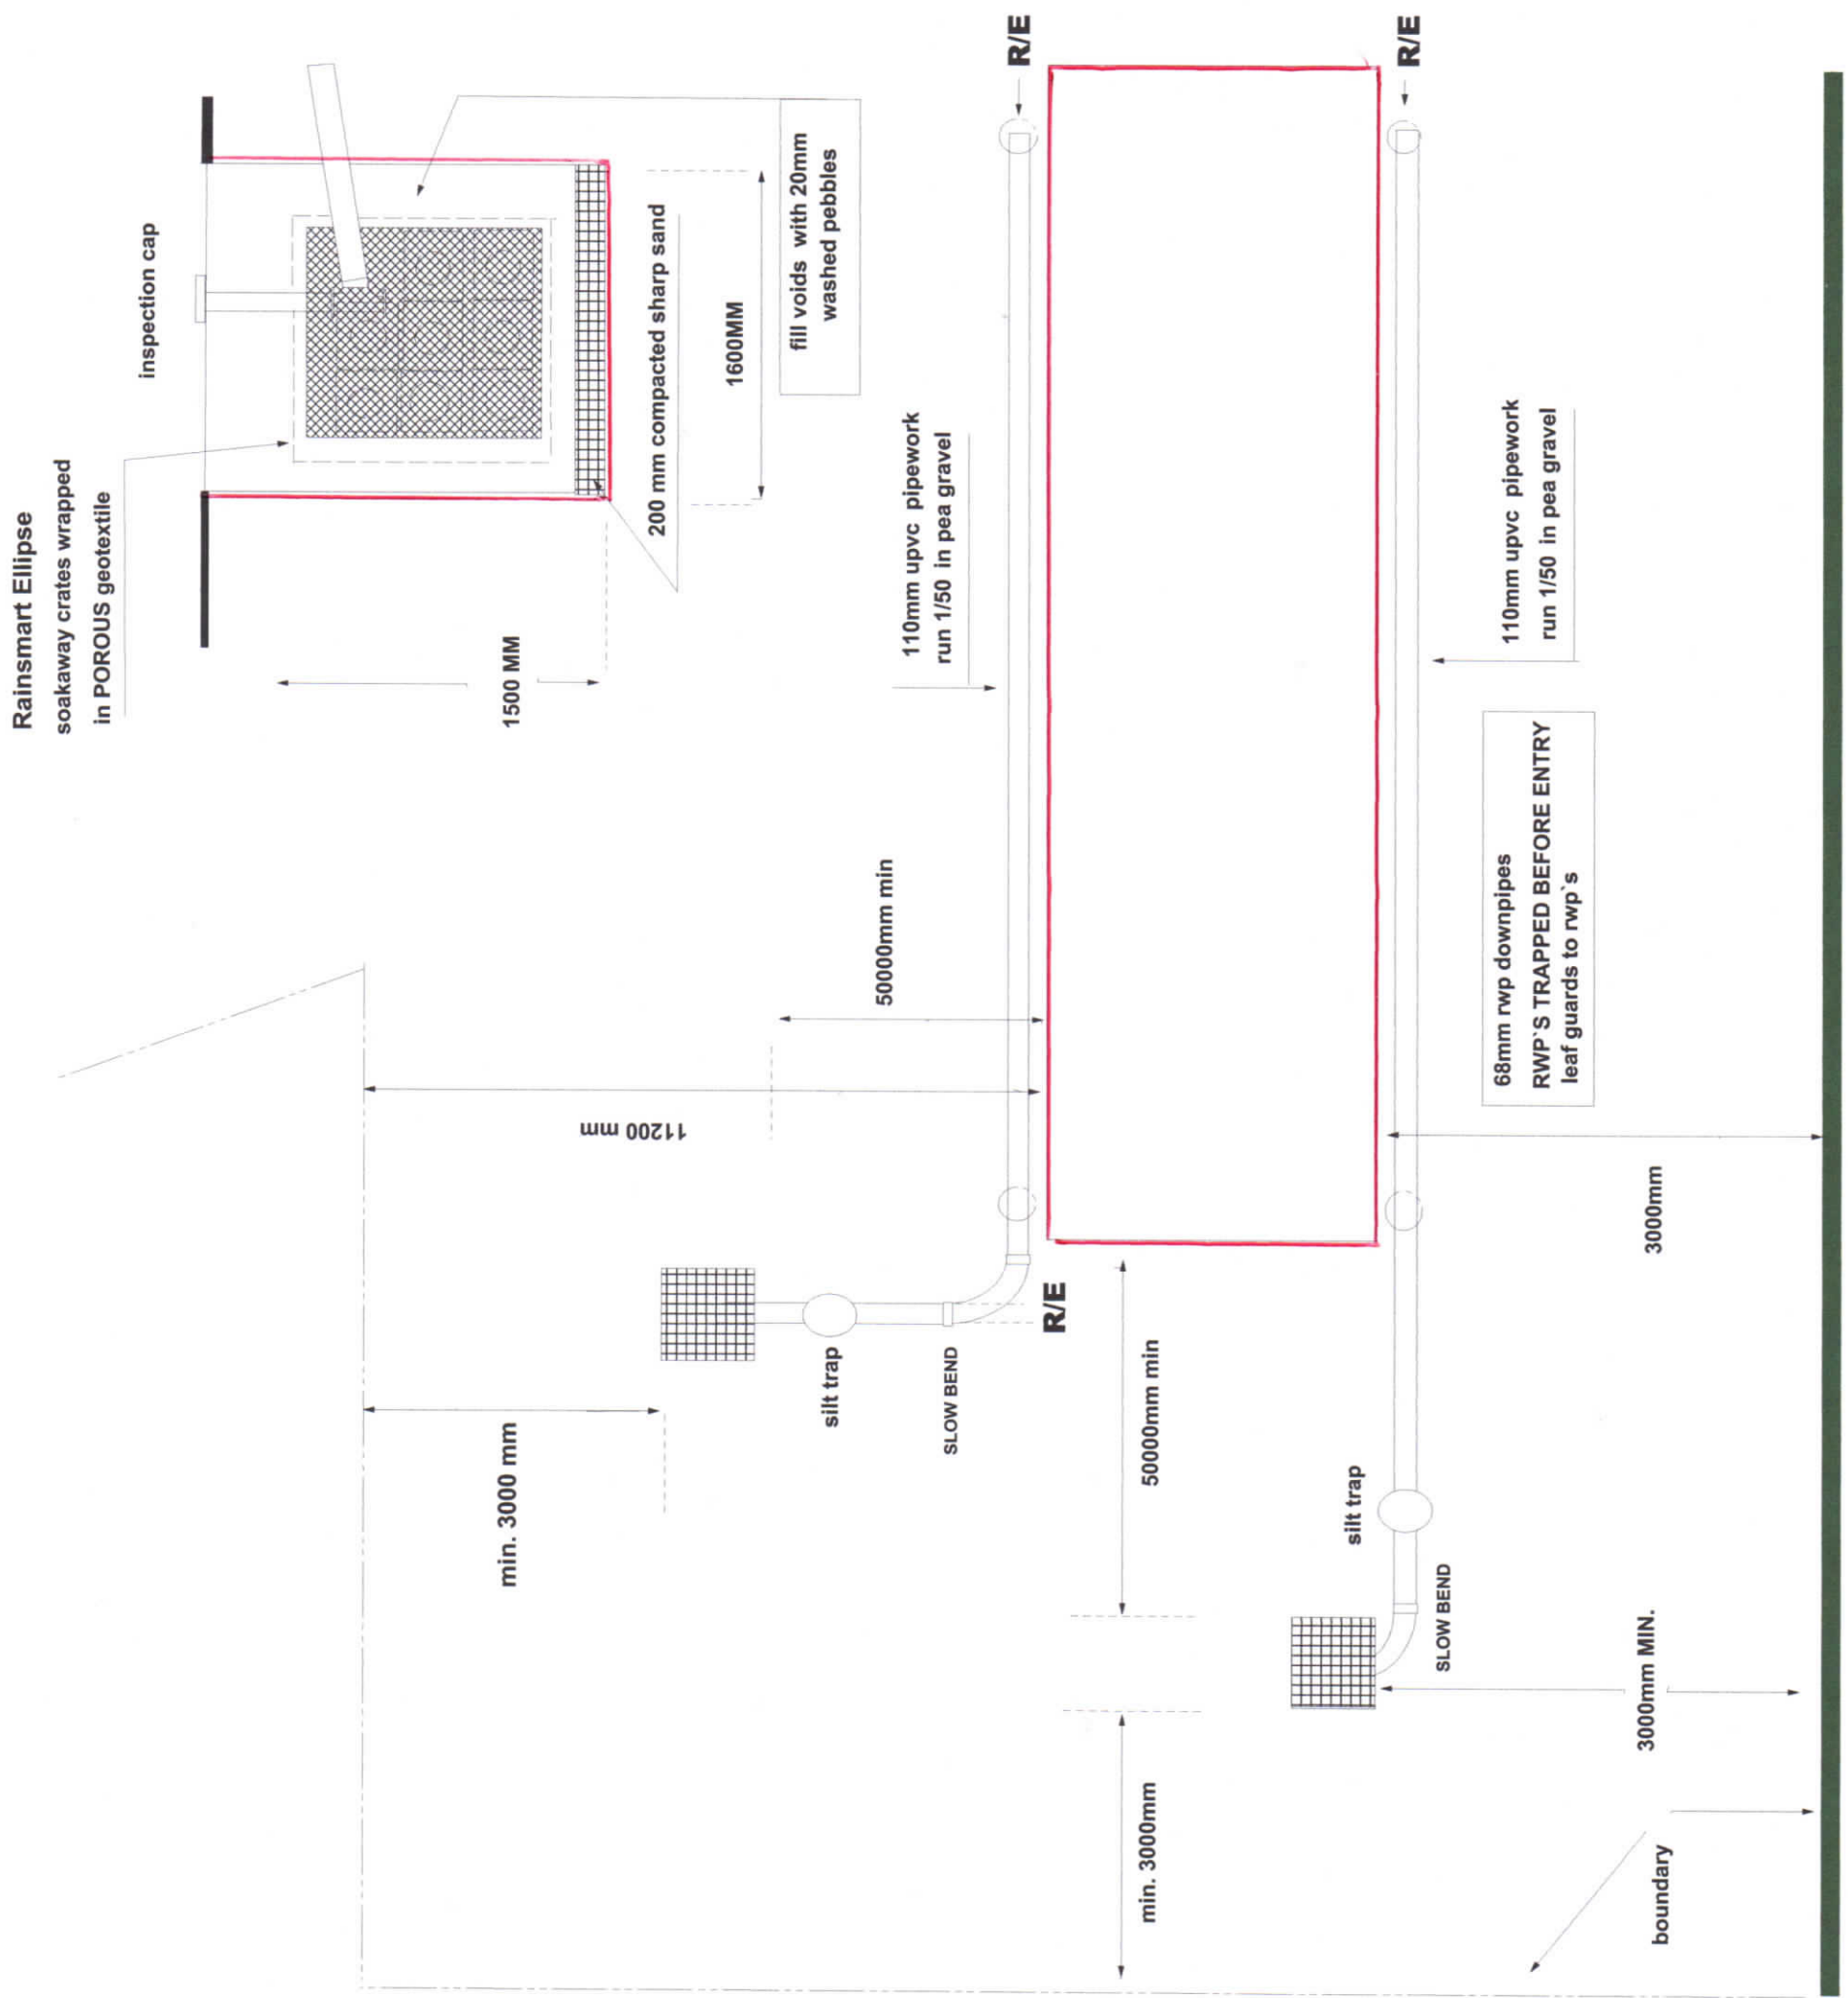 Rainsmart Ellipse
soakaway crates wrapped
in POROUS geotextile
inspection cap
1500 MM
200 mm compacted sharp sand
1600MM
fill voids with 20mm
washed pebbles
110mm upvc pipework
run 1/50 in pea gravel
R/E
R/E
50000mm min
11200 mm
min. 3000 mm
silt trap
SLOW BEND
R/E
50000mm min
min. 3000mm
silt trap
SLOW BEND
110mm upvc pipework
run 1/50 in pea gravel
68mm rwp downpipes
RWP`S TRAPPED BEFORE ENTRY
leaf guards to rwp`s
3000mm
3000mm MIN.
boundary